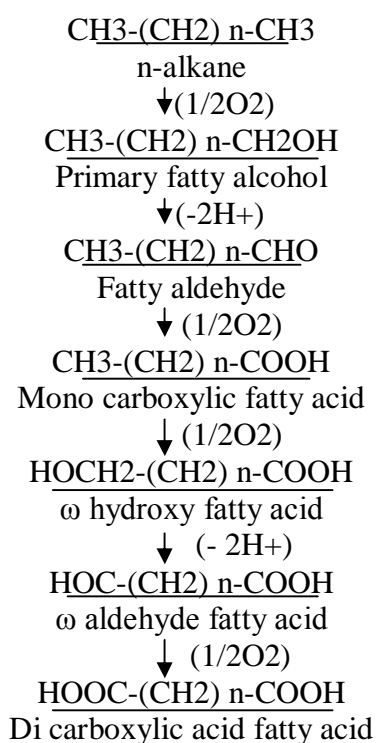 CH3-(CH2) n-CH3
n-alkane
(1/2O2)
CH3-(CH2) n-CH2OH
Primary fatty alcohol
(-2H+)
CH3-(CH2) n-CHO
Fatty aldehyde
(1/2O2)
CH3-(CH2) n-COOH
Mono carboxylic fatty acid
(1/2O2)
HOCH2-(CH2) n-COOH
ω hydroxy fatty acid
(- 2H+)
HOC-(CH2) n-COOH
ω aldehyde fatty acid
(1/2O2)
HOOC-(CH2) n-COOH
Di carboxylic acid fatty acid